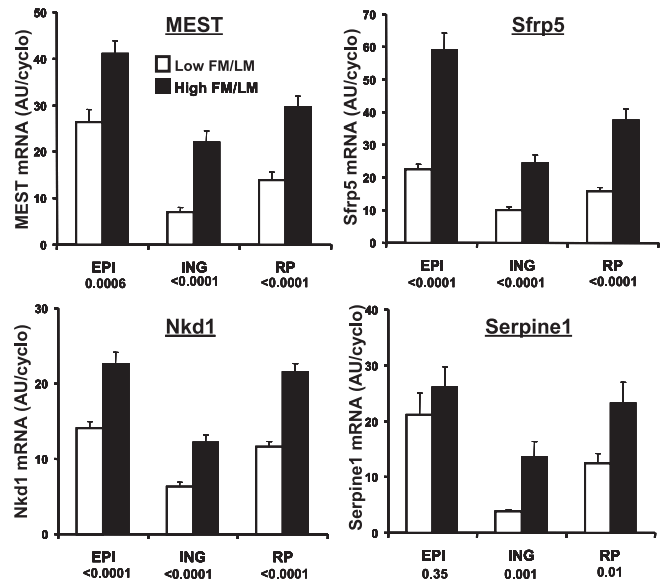 MEST
MEST mRNA (AU/cyclo)
50
40
30
20
10
0
Low FM/LM
High FM/LM
EPI ING RP
0.0006 <0.0001 <0.0001
Sfrp5
Sfrp5 mRNA (AU/cyclo)
70
60
50
40
30
20
10
0
EPI ING RP
<0.0001 <0.0001 <0.0001
Nkd1
Nkd1 mRNA (AU/cyclo)
30
20
10
0
EPI ING RP
<0.0001 <0.0001 <0.0001
Serpine1
Serpine1 mRNA (AU/cyclo)
40
30
20
10
0
EPI ING RP
0.35 0.001 0.01